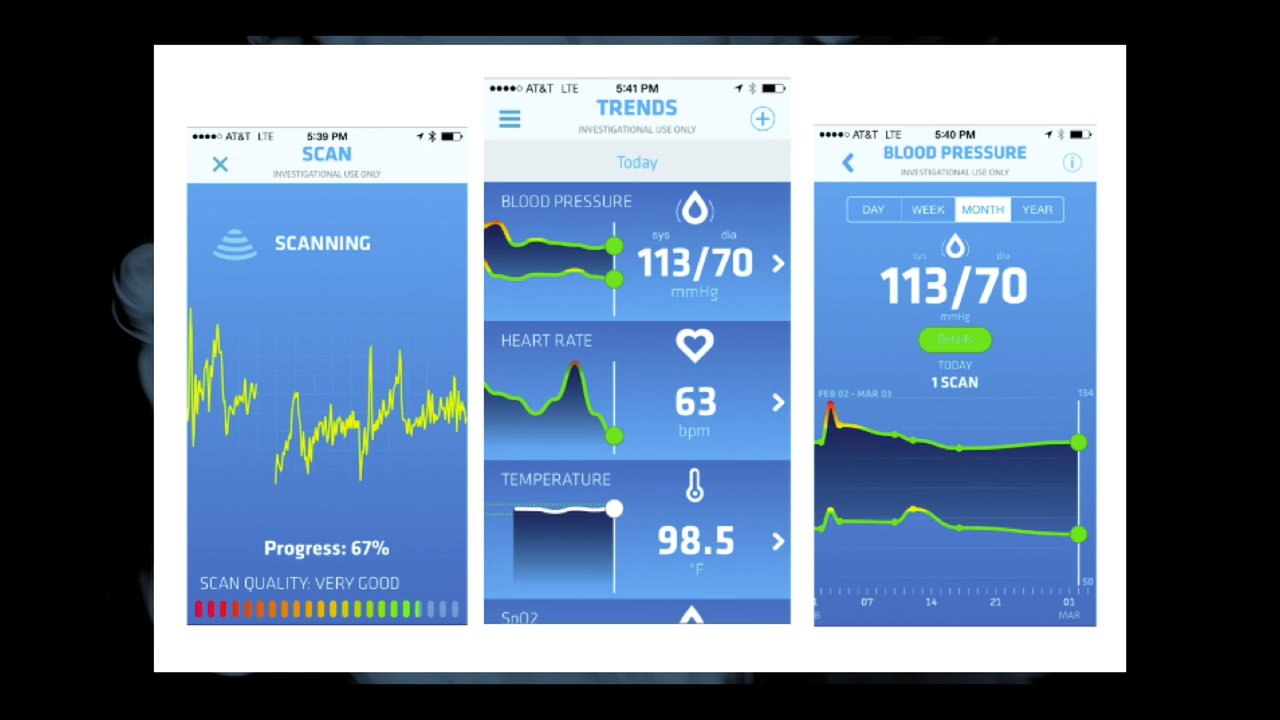 ●●●●○ AT&T LTE 5:39 PM
SCAN
INVESTIGATIONAL USE ONLY
SCANNING
Progress: 67%
SCAN QUALITY: VERY GOOD
●●●●○ AT&T LTE 5:41 PM
TRENDS
INVESTIGATIONAL USE ONLY
Today
BLOOD PRESSURE
sys dia
113/70
mmHg
HEART RATE
63
bpm
TEMPERATURE
98.5
°F
SpO2
●●●●○ AT&T LTE 5:40 PM
BLOOD PRESSURE
INVESTIGATIONAL USE ONLY
DAY WEEK MONTH YEAR
sys dia
113/70
mmHg
Details
TODAY
1 SCAN
FEB 02 - MAR 03 134
50
07 14 21 01
MAR